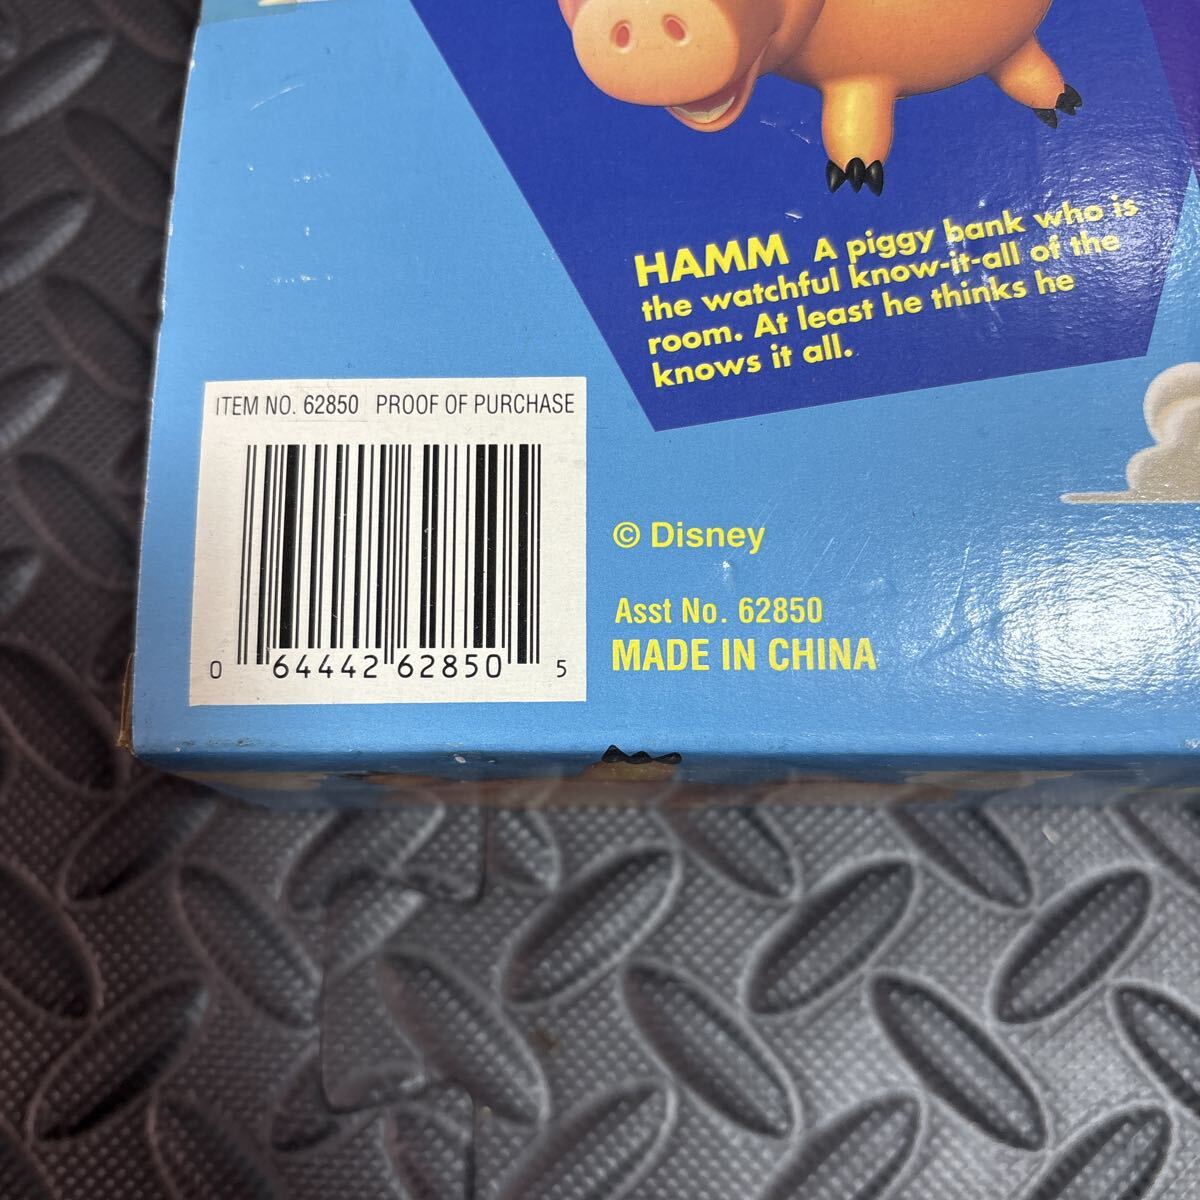 HAMM A piggy bank who is
the watchful know-it-all of the
room. At least he thinks he
knows it all.
ITEM NO. 62850 PROOF OF PURCHASE
0 64442 62850 5
© Disney
Asst No. 62850
MADE IN CHINA